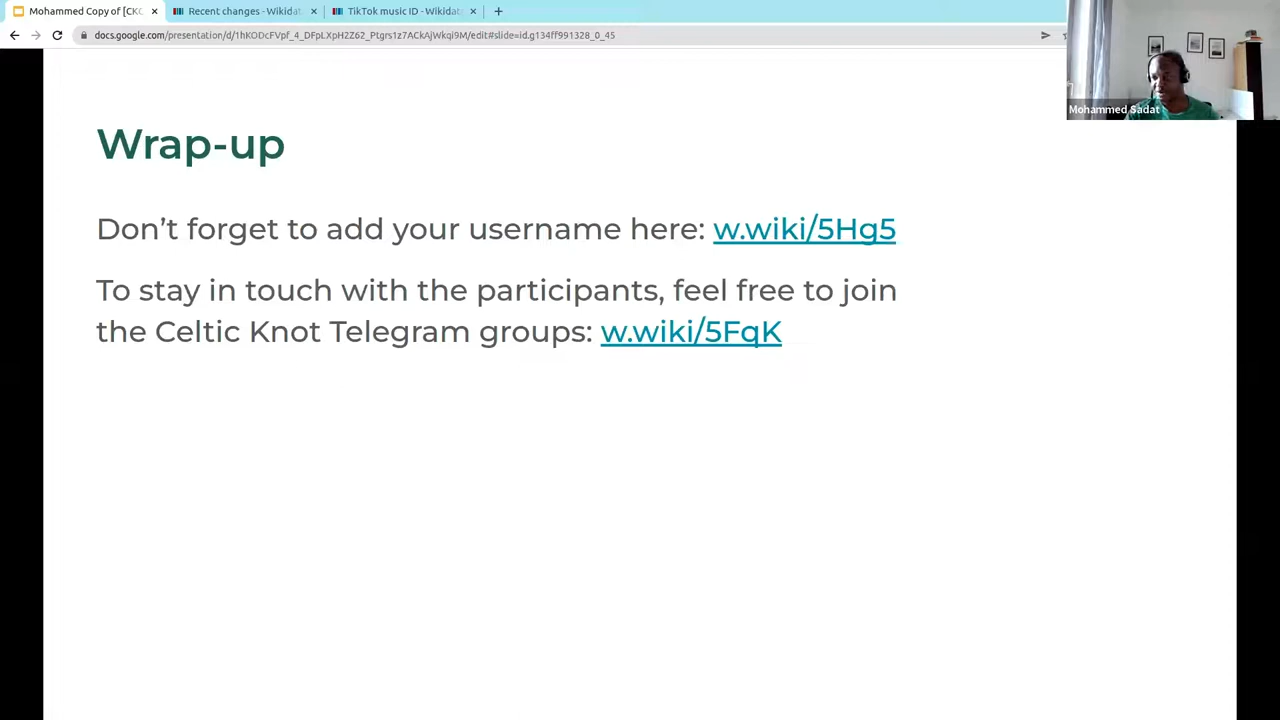 Mohammed Copy of [CKC
Recent changes - Wikidat
TikTok music ID - Wikidat
docs.google.com/presentation/d/1hKODcFVpf_4_DFpLXpH2Z62_Ptgrs1z7ACkAjWkqi9M/edit#slide=id.g134ff991328_0_45
Mohammed Sadat
Wrap-up
Don’t forget to add your username here: w.wiki/5Hg5
To stay in touch with the participants, feel free to join
the Celtic Knot Telegram groups: w.wiki/5FqK